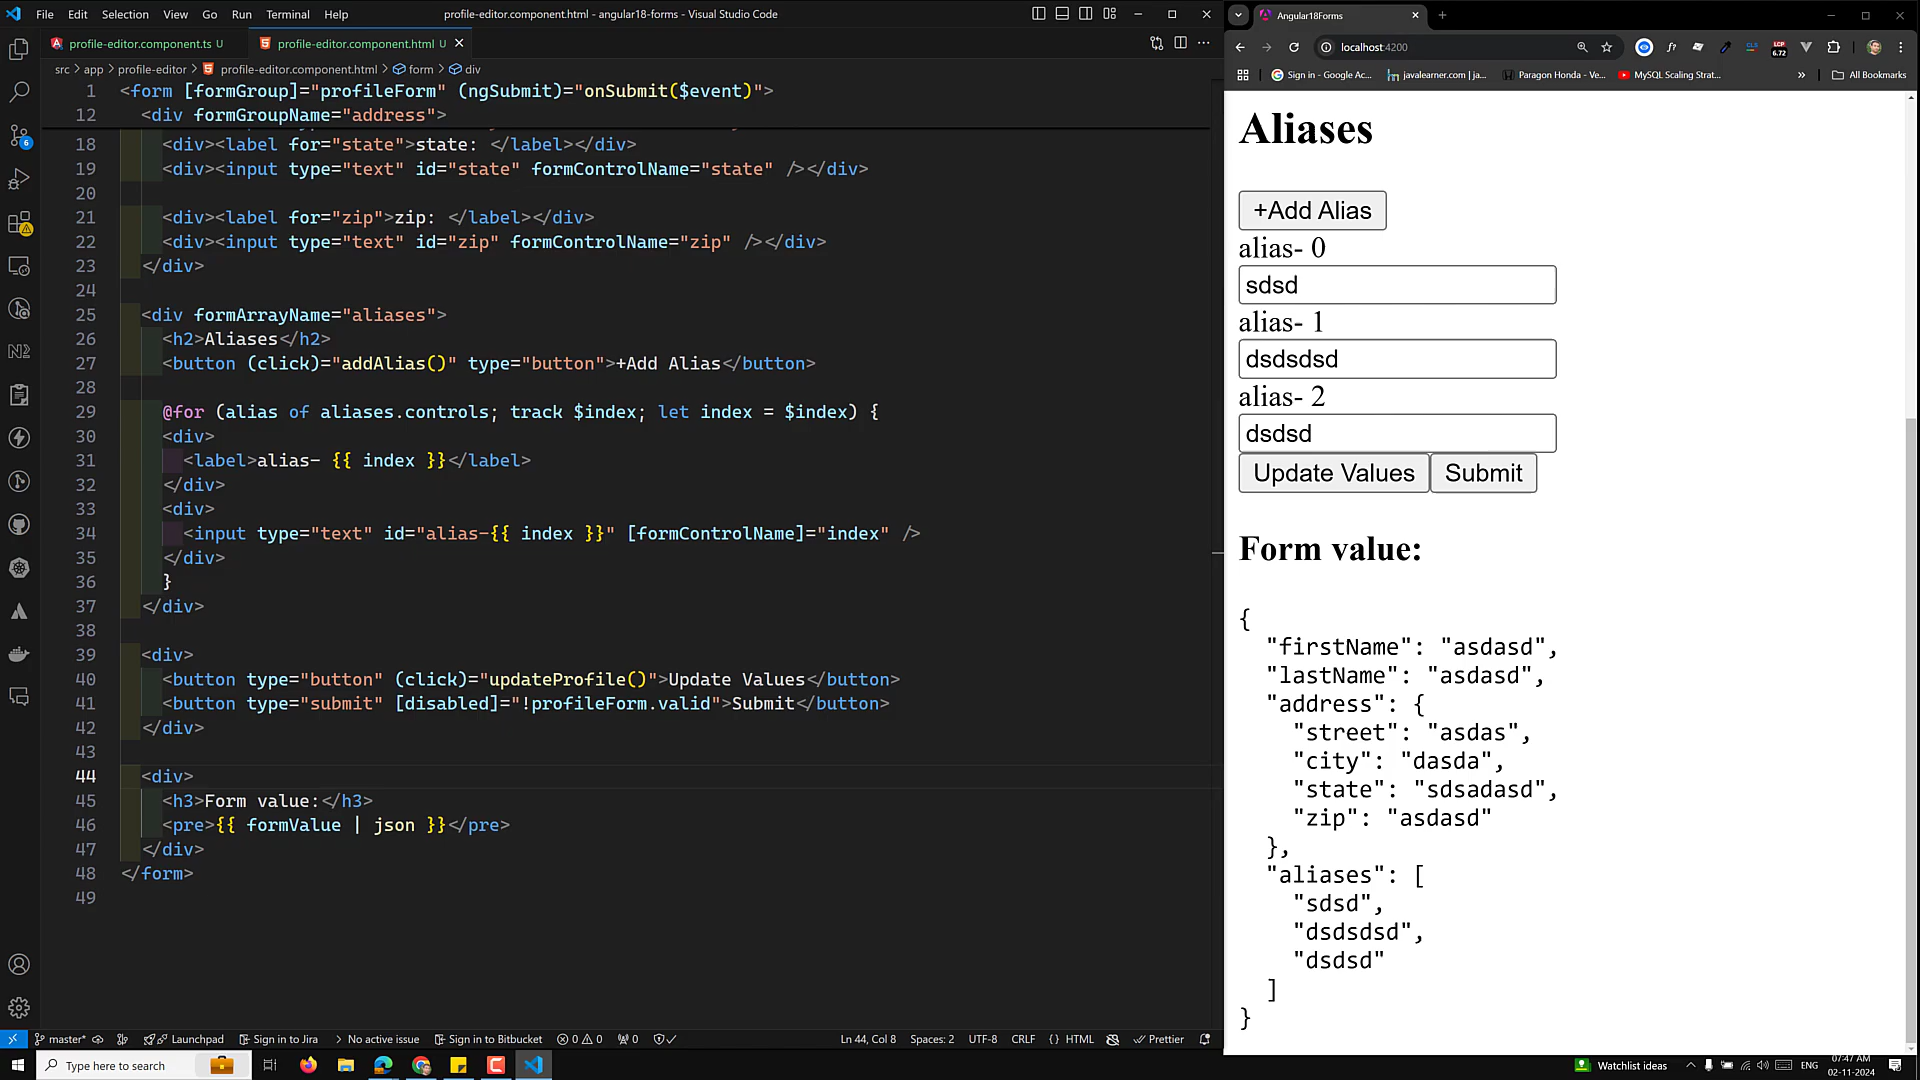 File Edit Selection View Go Run Terminal Help
profile-editor.component.html - angular18-forms - Visual Studio Code
profile-editor.component.ts U
profile-editor.component.html U
src > app > profile-editor > profile-editor.component.html > form > div
1 <form [formGroup]="profileForm" (ngSubmit)="onSubmit($event)">
12 <div formGroupName="address">
18 <div><label for="state">state: </label></div>
19 <div><input type="text" id="state" formControlName="state" /></div>
20
21 <div><label for="zip">zip: </label></div>
22 <div><input type="text" id="zip" formControlName="zip" /></div>
23 </div>
24
25 <div formArrayName="aliases">
26 <h2>Aliases</h2>
27 <button (click)="addAlias()" type="button">+Add Alias</button>
28
29 @for (alias of aliases.controls; track $index; let index = $index) {
30 <div>
31 <label>alias- {{ index }}</label>
32 </div>
33 <div>
34 <input type="text" id="alias-{{ index }}" [formControlName]="index" />
35 </div>
36 }
37 </div>
38
39 <div>
40 <button type="button" (click)="updateProfile()">Update Values</button>
41 <button type="submit" [disabled]="!profileForm.valid">Submit</button>
42 </div>
43
44 <div>
45 <h3>Form value:</h3>
46 <pre>{{ formValue | json }}</pre>
47 </div>
48 </form>
49
master* Launchpad Sign in to Jira No active issue Sign in to Bitbucket 0 0 0 Ln 44, Col 8 Spaces: 2 UTF-8 CRLF {} HTML Prettier
Angular18Forms
localhost:4200
Sign in - Google Ac... javalearner.com | ja... Paragon Honda - Ve... MySQL Scaling Strat... » All Bookmarks
Aliases
+Add Alias
alias- 0
sdsd
alias- 1
dsdsdsd
alias- 2
dsdsd
Update Values Submit
Form value:
{
"firstName": "asdasd",
"lastName": "asdasd",
"address": {
"street": "asdas",
"city": "dasda",
"state": "sdsadasd",
"zip": "asdasd"
},
"aliases": [
"sdsd",
"dsdsdsd",
"dsdsd"
]
}
Type here to search
Watchlist ideas
ENG
07:47 AM
02-11-2024